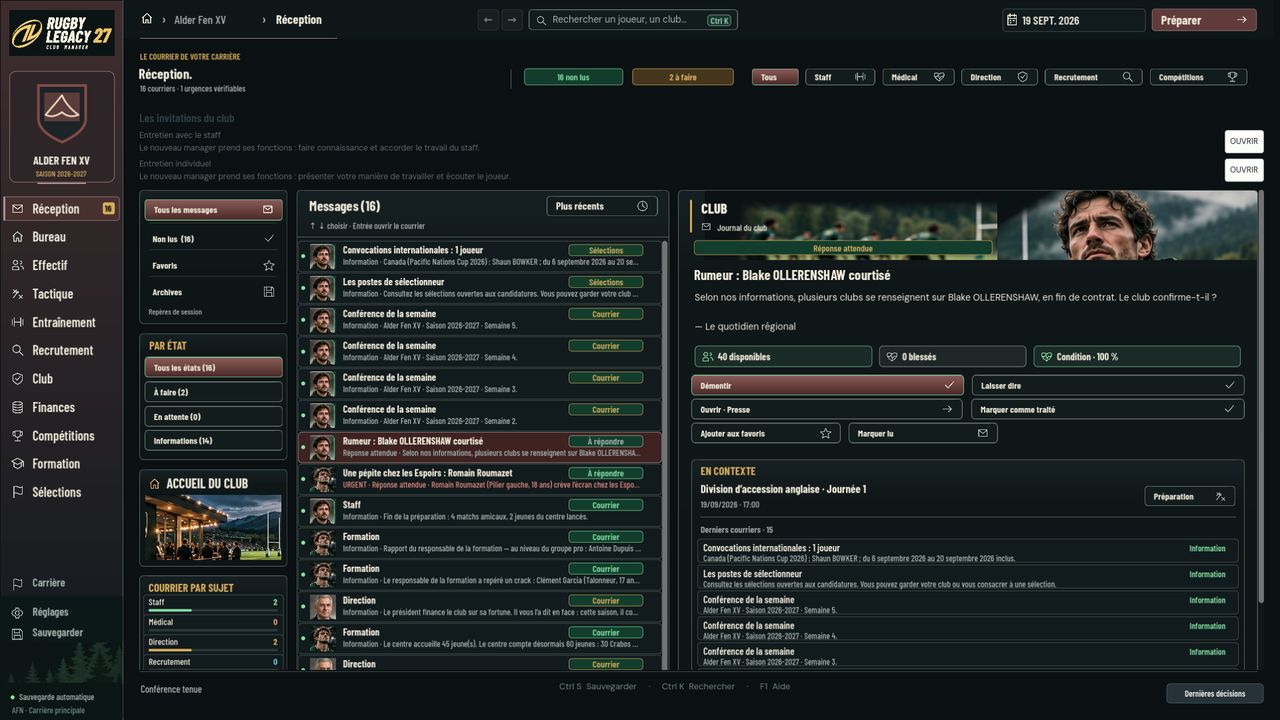 RUGBY
LEGACY 27
CLUB MANAGER
Alder Fen XV
Réception
Rechercher un joueur, un club...
Ctrl K
19 SEPT. 2026
Préparer
ALDER FEN XV
SAISON 2026-2027
Réception 16
Bureau
Effectif
Tactique
Entraînement
Recrutement
Club
Finances
Compétitions
Formation
Sélections
Carrière
Réglages
Sauvegarder
Sauvegarde automatique
AFN · Carrière principale
LE COURRIER DE VOTRE CARRIÈRE
Réception.
16 courriers · 1 urgences vérifiables
16 non lus
2 à faire
Tous
Staff
Médical
Direction
Recrutement
Compétitions
Les invitations du club
Entretien avec le staff
Le nouveau manager prend ses fonctions : faire connaissance et accorder le travail du staff.
OUVRIR
Entretien individuel
Le nouveau manager prend ses fonctions : présenter votre manière de travailler et écouter le joueur.
OUVRIR
Tous les messages
Non lus (16)
Favoris
Archives
Repères de session
PAR ÉTAT
Tous les états (16)
À faire (2)
En attente (0)
Informations (14)
ACCUEIL DU CLUB
COURRIER PAR SUJET
Staff 2
Médical 0
Direction 2
Recrutement 0
Messages (16)
Plus récents
↑ ↓ choisir · Entrée ouvrir le courrier
Convocations internationales : 1 joueur
Sélections
Information · Canada (Pacific Nations Cup 2026) : Shaun BOWKER ; du 6 septembre 2026 au 20 se...
Les postes de sélectionneur
Sélections
Information · Consultez les sélections ouvertes aux candidatures. Vous pouvez garder votre club ...
Conférence de la semaine
Courrier
Information · Alder Fen XV · Saison 2026-2027 · Semaine 5.
Conférence de la semaine
Courrier
Information · Alder Fen XV · Saison 2026-2027 · Semaine 4.
Conférence de la semaine
Courrier
Information · Alder Fen XV · Saison 2026-2027 · Semaine 3.
Conférence de la semaine
Courrier
Information · Alder Fen XV · Saison 2026-2027 · Semaine 2.
Rumeur : Blake OLLERENSHAW courtisé
À répondre
Réponse attendue · Selon nos informations, plusieurs clubs se renseignent sur Blake OLLERENSHA...
Une pépite chez les Espoirs : Romain Roumazet
À répondre
URGENT · Réponse attendue · Romain Roumazet (Pilier gauche, 18 ans) crève l'écran chez les Espo...
Staff
Courrier
Information · Fin de la préparation : 4 matchs amicaux, 2 jeunes du centre lancés.
Formation
Courrier
Information · Rapport du responsable de la formation — au niveau du groupe pro : Antoine Dupuis ...
Formation
Courrier
Information · Le responsable de la formation a repéré un crack : Clément Garcia (Talonneur, 17 an...
Direction
Courrier
Information · Le président finance le club sur sa fortune. Il vous l'a dit en face : cette saison, il co...
Formation
Courrier
Information · Le centre accueille 45 jeune(s). Le centre compte désormais 60 jeunes : 30 Crabos ...
Direction
Courrier
CLUB
Journal du club
Réponse attendue
Rumeur : Blake OLLERENSHAW courtisé
Selon nos informations, plusieurs clubs se renseignent sur Blake OLLERENSHAW, en fin de contrat. Le club confirme-t-il ?
— Le quotidien régional
40 disponibles
0 blessés
Condition · 100 %
Démentir
Laisser dire
Ouvrir · Presse
Marquer comme traité
Ajouter aux favoris
Marquer lu
EN CONTEXTE
Division d'accession anglaise · Journée 1
19/09/2026 · 17:00
Préparation
Derniers courriers · 15
Convocations internationales : 1 joueur
Information
Canada (Pacific Nations Cup 2026) : Shaun BOWKER ; du 6 septembre 2026 au 20 septembre 2026 inclus.
Les postes de sélectionneur
Information
Consultez les sélections ouvertes aux candidatures. Vous pouvez garder votre club ou vous consacrer à une sélection.
Conférence de la semaine
Information
Alder Fen XV · Saison 2026-2027 · Semaine 5.
Conférence de la semaine
Information
Alder Fen XV · Saison 2026-2027 · Semaine 4.
Conférence de la semaine
Information
Alder Fen XV · Saison 2026-2027 · Semaine 3.
Conférence tenue
Ctrl S Sauvegarder · Ctrl K Rechercher · F1 Aide
Dernières décisions